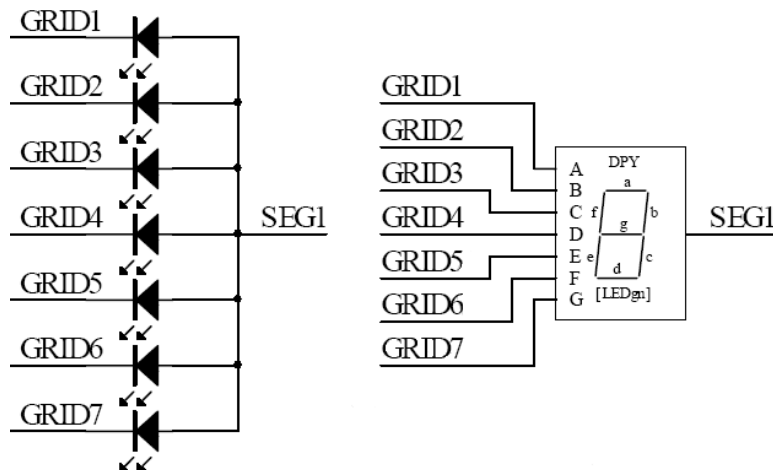 GRID1
GRID2
GRID3
GRID4
GRID5
GRID6
GRID7
SEG1
GRID1
GRID2
GRID3
GRID4
GRID5
GRID6
GRID7
A
B
C
D
E
F
G
DPY
a
f b
g
e c
d
[LEDgn]
SEG1